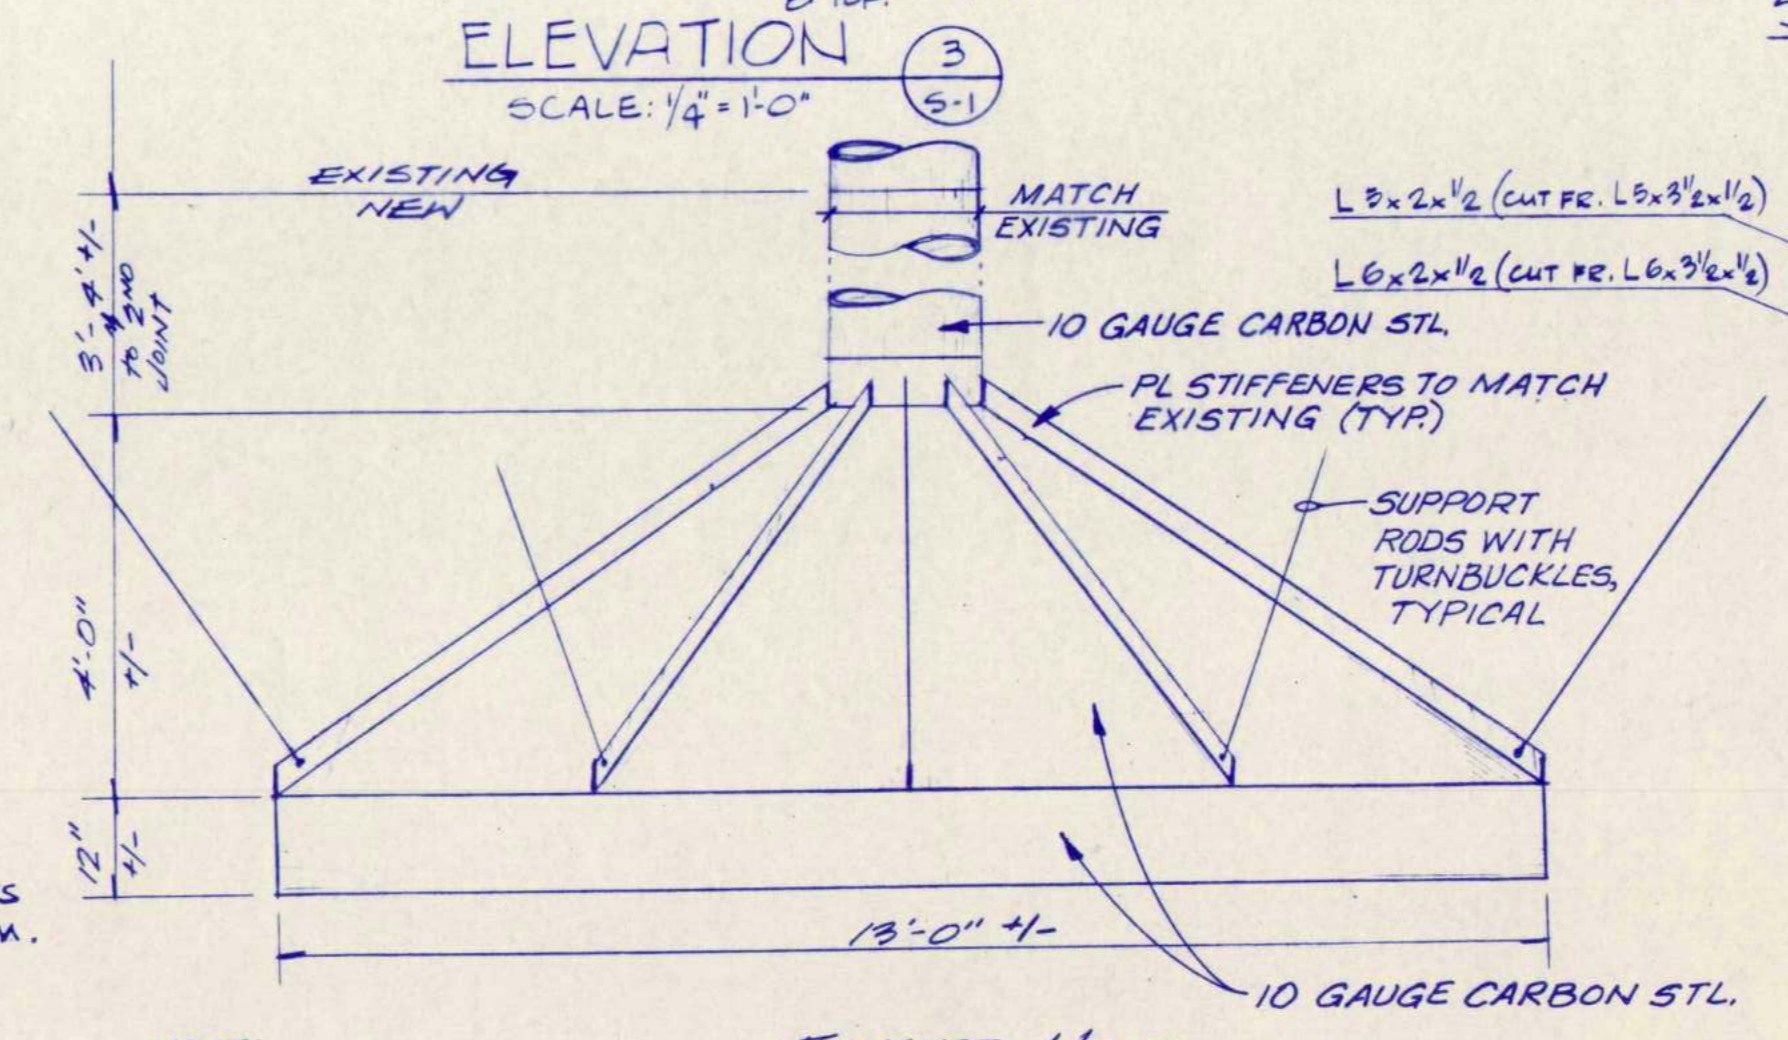 ELEVATION
3
S-1
SCALE: 1/4" = 1'-0"
EXISTING
NEW
MATCH
EXISTING
L 5x2x1/2 (CUT FR. L5x3 1/2x1/2)
L 6x2x1/2 (CUT FR. L6x3 1/2x1/2)
3'-4" +/-
TO 2ND
JOINT
10 GAUGE CARBON STL.
PL STIFFENERS TO MATCH
EXISTING (TYP.)
SUPPORT
RODS WITH
TURNBUCKLES,
TYPICAL
4'-0"
+/-
12"
+/-
13'-0" +/-
10 GAUGE CARBON STL.